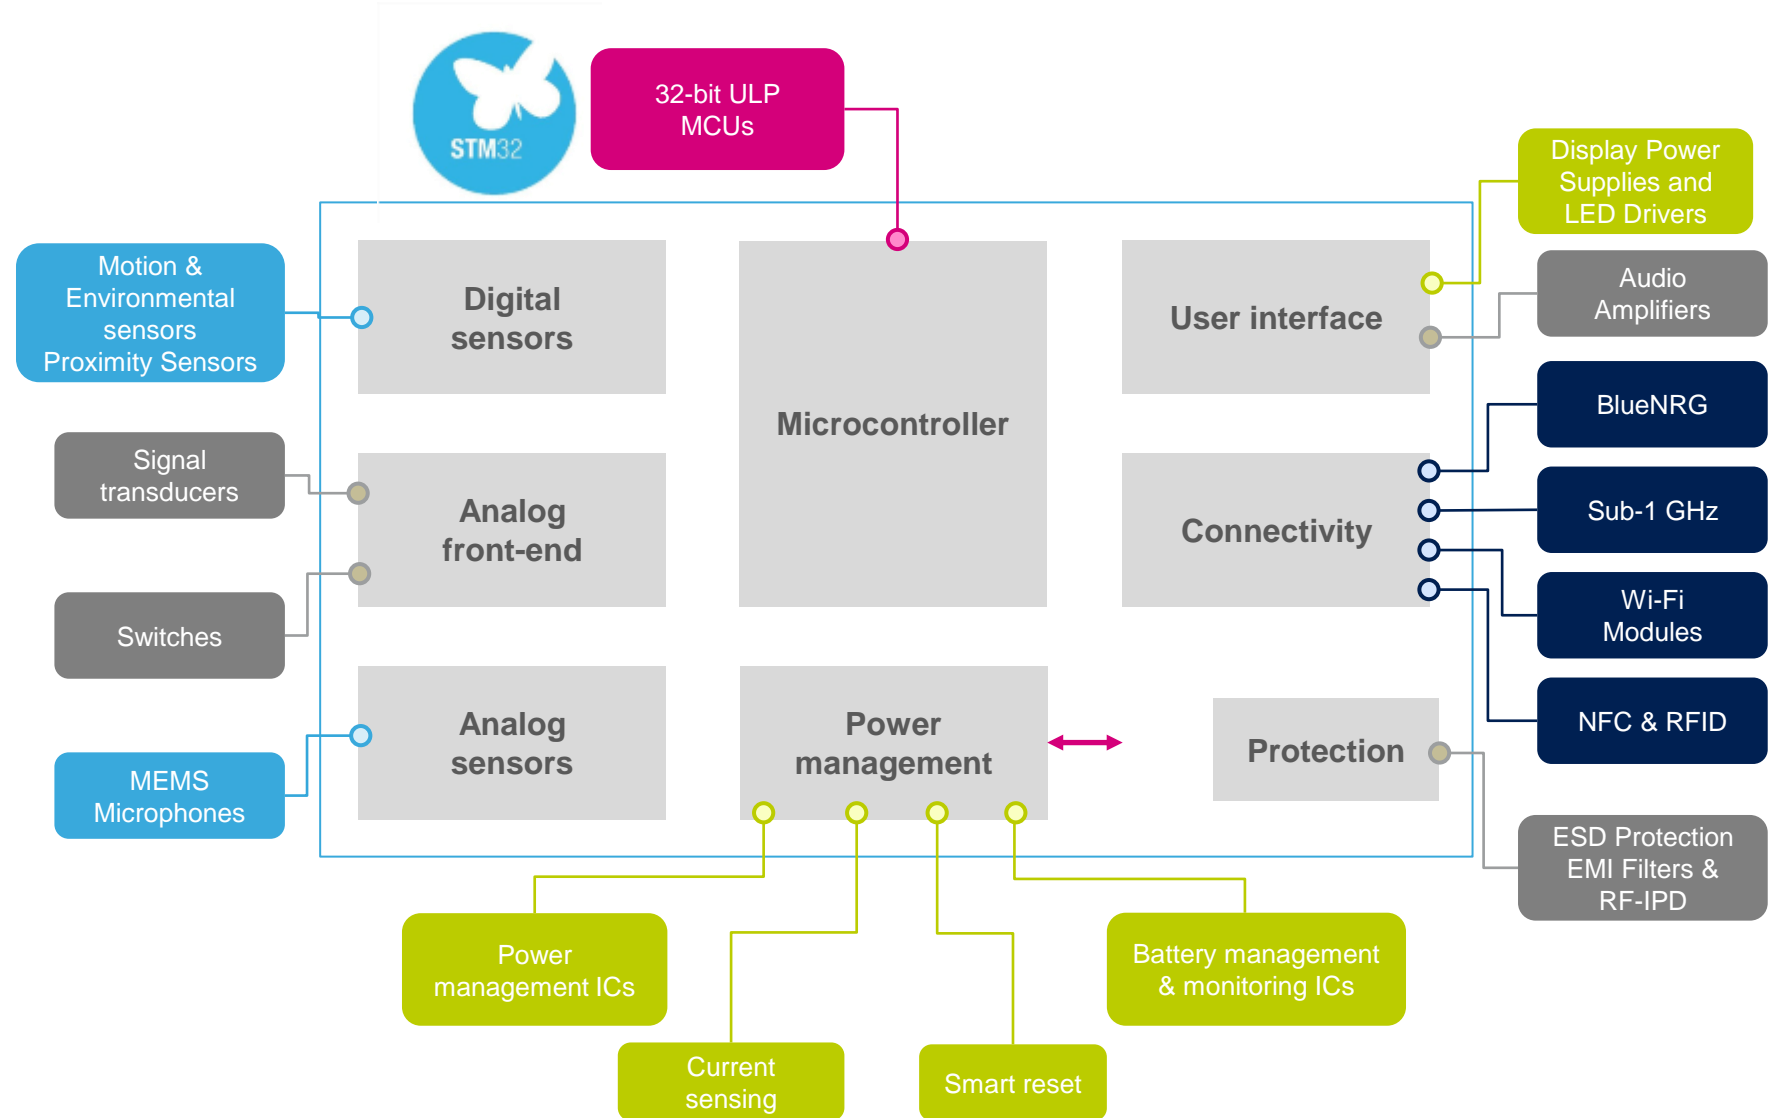 STM32
32-bit ULP
MCUs
Display Power
Supplies and
LED Drivers
Motion &
Environmental
sensors
Proximity Sensors
Digital
sensors
Microcontroller
User interface
Audio
Amplifiers
BlueNRG
Signal
transducers
Analog
front-end
Connectivity
Sub-1 GHz
Switches
Wi-Fi
Modules
Analog
sensors
Power
management
Protection
NFC & RFID
MEMS
Microphones
ESD Protection
EMI Filters &
RF-IPD
Power
management ICs
Battery management
& monitoring ICs
Current
sensing
Smart reset